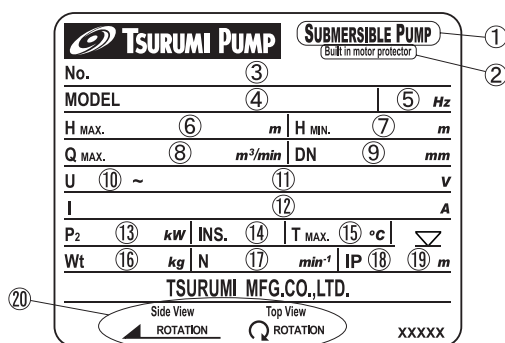 TSURUMI PUMP SUBMERSIBLE PUMP ①
Built in motor protector ②
No. ③
MODEL ④ ⑤ Hz
H MAX. ⑥ m H MIN. ⑦ m
Q MAX. ⑧ m³/min DN ⑨ mm
U ⑩ ~ ⑪ V
I ⑫ A
P₂ ⑬ kW INS. ⑭ T MAX. ⑮ °C
Wt ⑯ kg N ⑰ min⁻¹ IP ⑱ ⑲ m
TSURUMI MFG.CO.,LTD.
⑳ Side View Top View
ROTATION ROTATION XXXXX